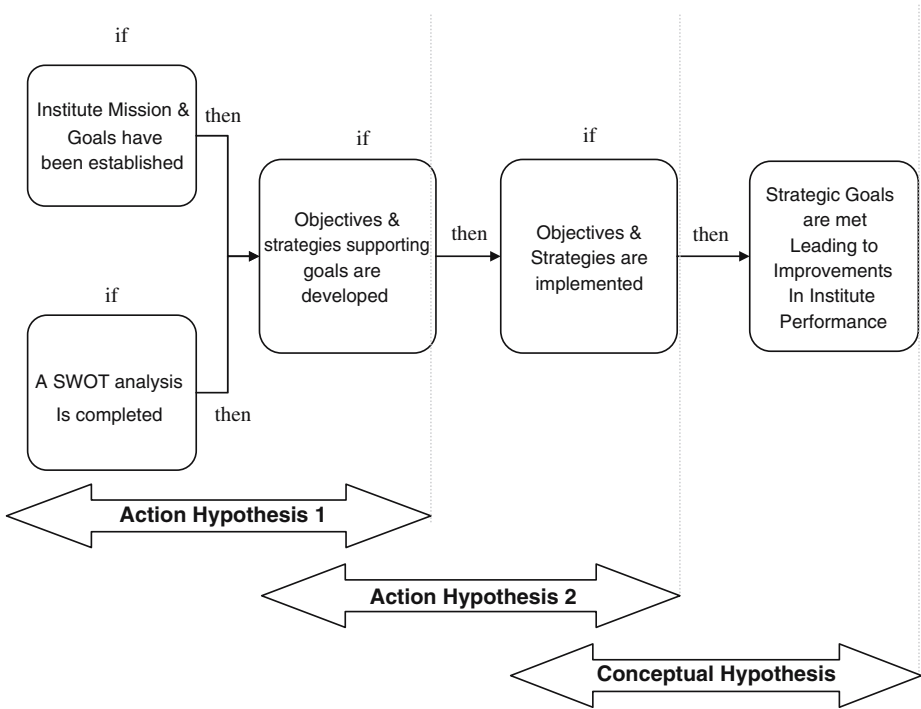 if
Institute Mission &
Goals have
been established
then
if
A SWOT analysis
Is completed
then
if
Objectives &
strategies supporting
goals are
developed
then
if
Objectives &
Strategies are
implemented
then
Strategic Goals
are met
Leading to
Improvements
In Institute
Performance
Action Hypothesis 1
Action Hypothesis 2
Conceptual Hypothesis